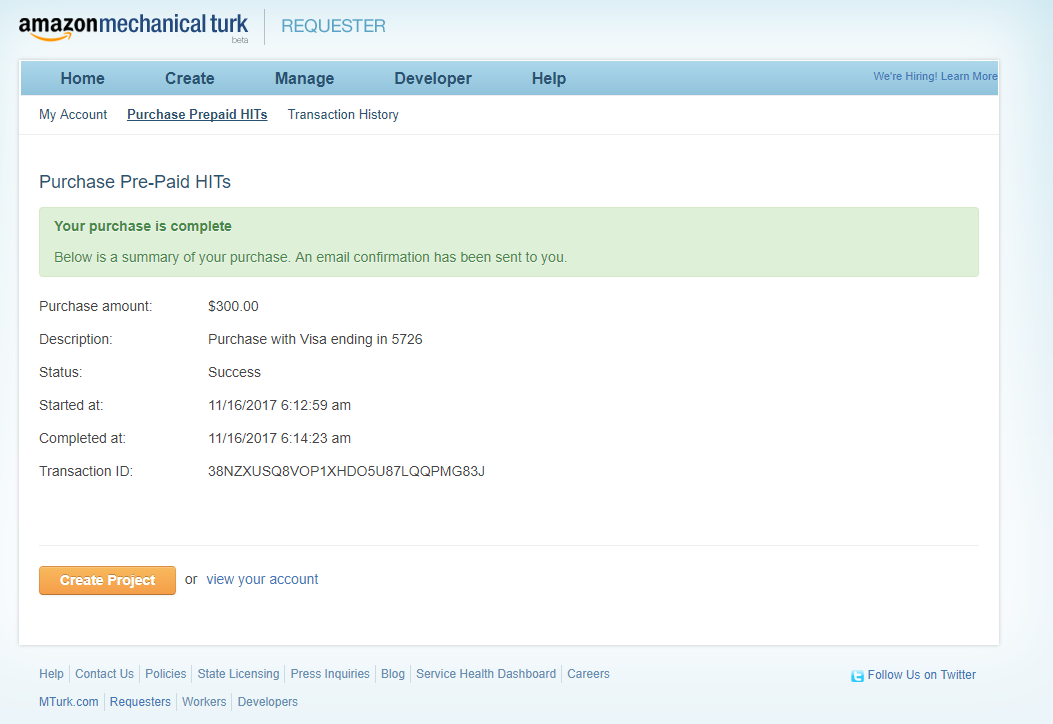 amazonmechanical turk
beta
REQUESTER
Home Create Manage Developer Help We're Hiring! Learn More
My Account Purchase Prepaid HITs Transaction History
Purchase Pre-Paid HITs
Your purchase is complete
Below is a summary of your purchase. An email confirmation has been sent to you.
Purchase amount: $300.00
Description: Purchase with Visa ending in 5726
Status: Success
Started at: 11/16/2017 6:12:59 am
Completed at: 11/16/2017 6:14:23 am
Transaction ID: 38NZXUSQ8VOP1XHDO5U87LQQPMG83J
Create Project or view your account
Help Contact Us Policies State Licensing Press Inquiries Blog Service Health Dashboard Careers Follow Us on Twitter
MTurk.com Requesters Workers Developers